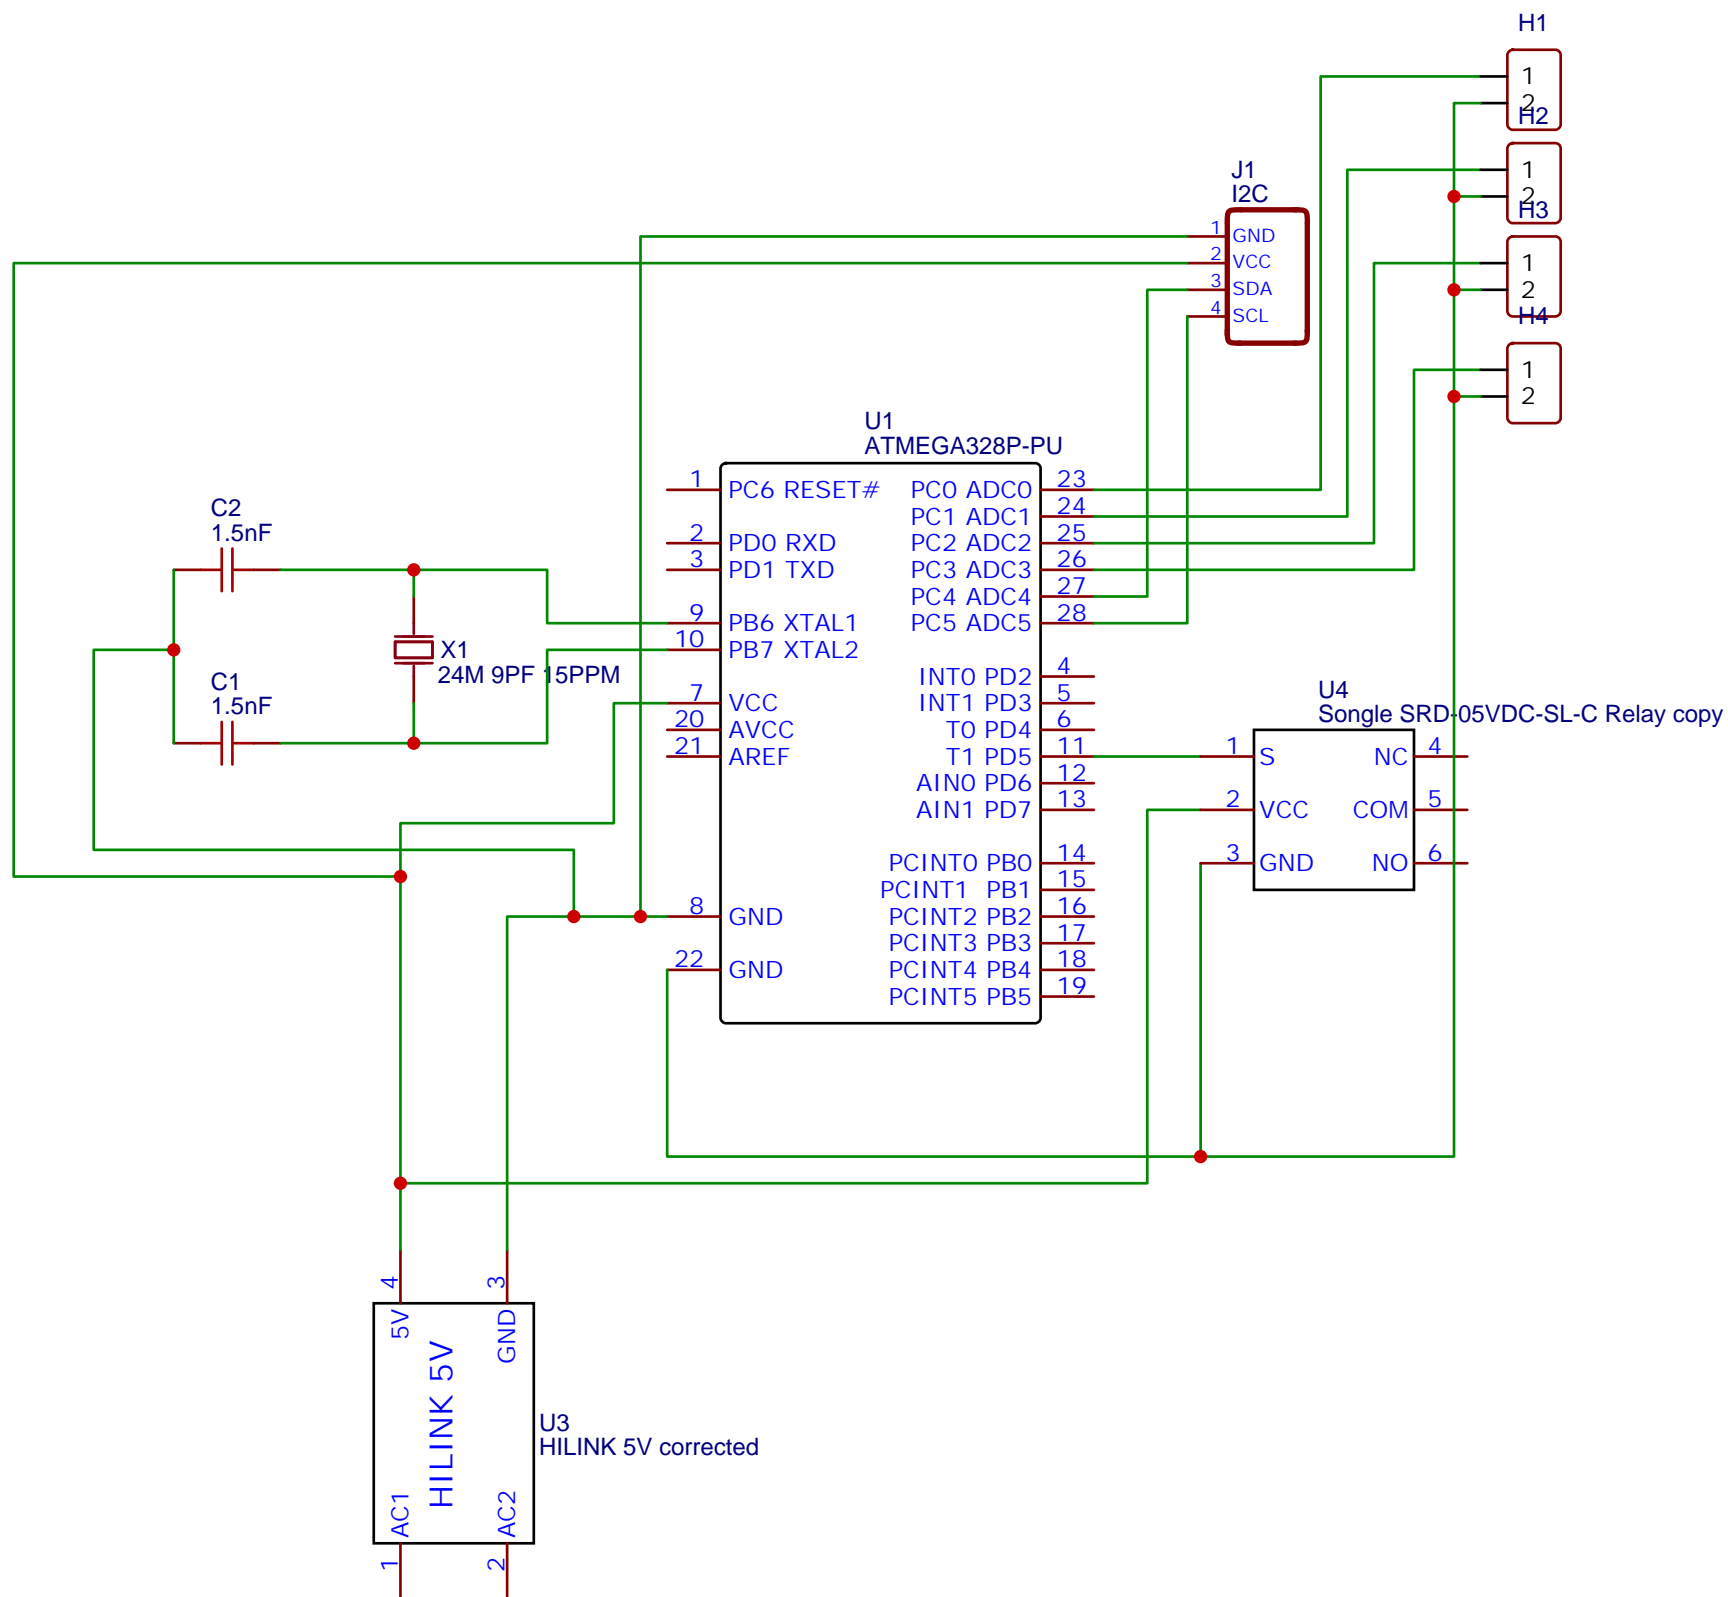 H1
1
2
H2
1
2
H3
1
2
H4
1
2
J1
I2C
1 GND
2 VCC
3 SDA
4 SCL
U1
ATMEGA328P-PU
1 PC6 RESET# PC0 ADC0 23
PC1 ADC1 24
2 PD0 RXD PC2 ADC2 25
3 PD1 TXD PC3 ADC3 26
PC4 ADC4 27
9 PB6 XTAL1 PC5 ADC5 28
10 PB7 XTAL2
INT0 PD2 4
7 VCC INT1 PD3 5
20 AVCC T0 PD4 6
21 AREF T1 PD5 11
AIN0 PD6 12
AIN1 PD7 13
PCINT0 PB0 14
PCINT1 PB1 15
8 GND PCINT2 PB2 16
PCINT3 PB3 17
22 GND PCINT4 PB4 18
PCINT5 PB5 19
C2
1.5nF
X1
24M 9PF 15PPM
C1
1.5nF
U4
Songle SRD-05VDC-SL-C Relay copy
1 S NC 4
2 VCC COM 5
3 GND NO 6
4 3
5V GND
HILINK 5V
U3
HILINK 5V corrected
AC1 AC2
1 2